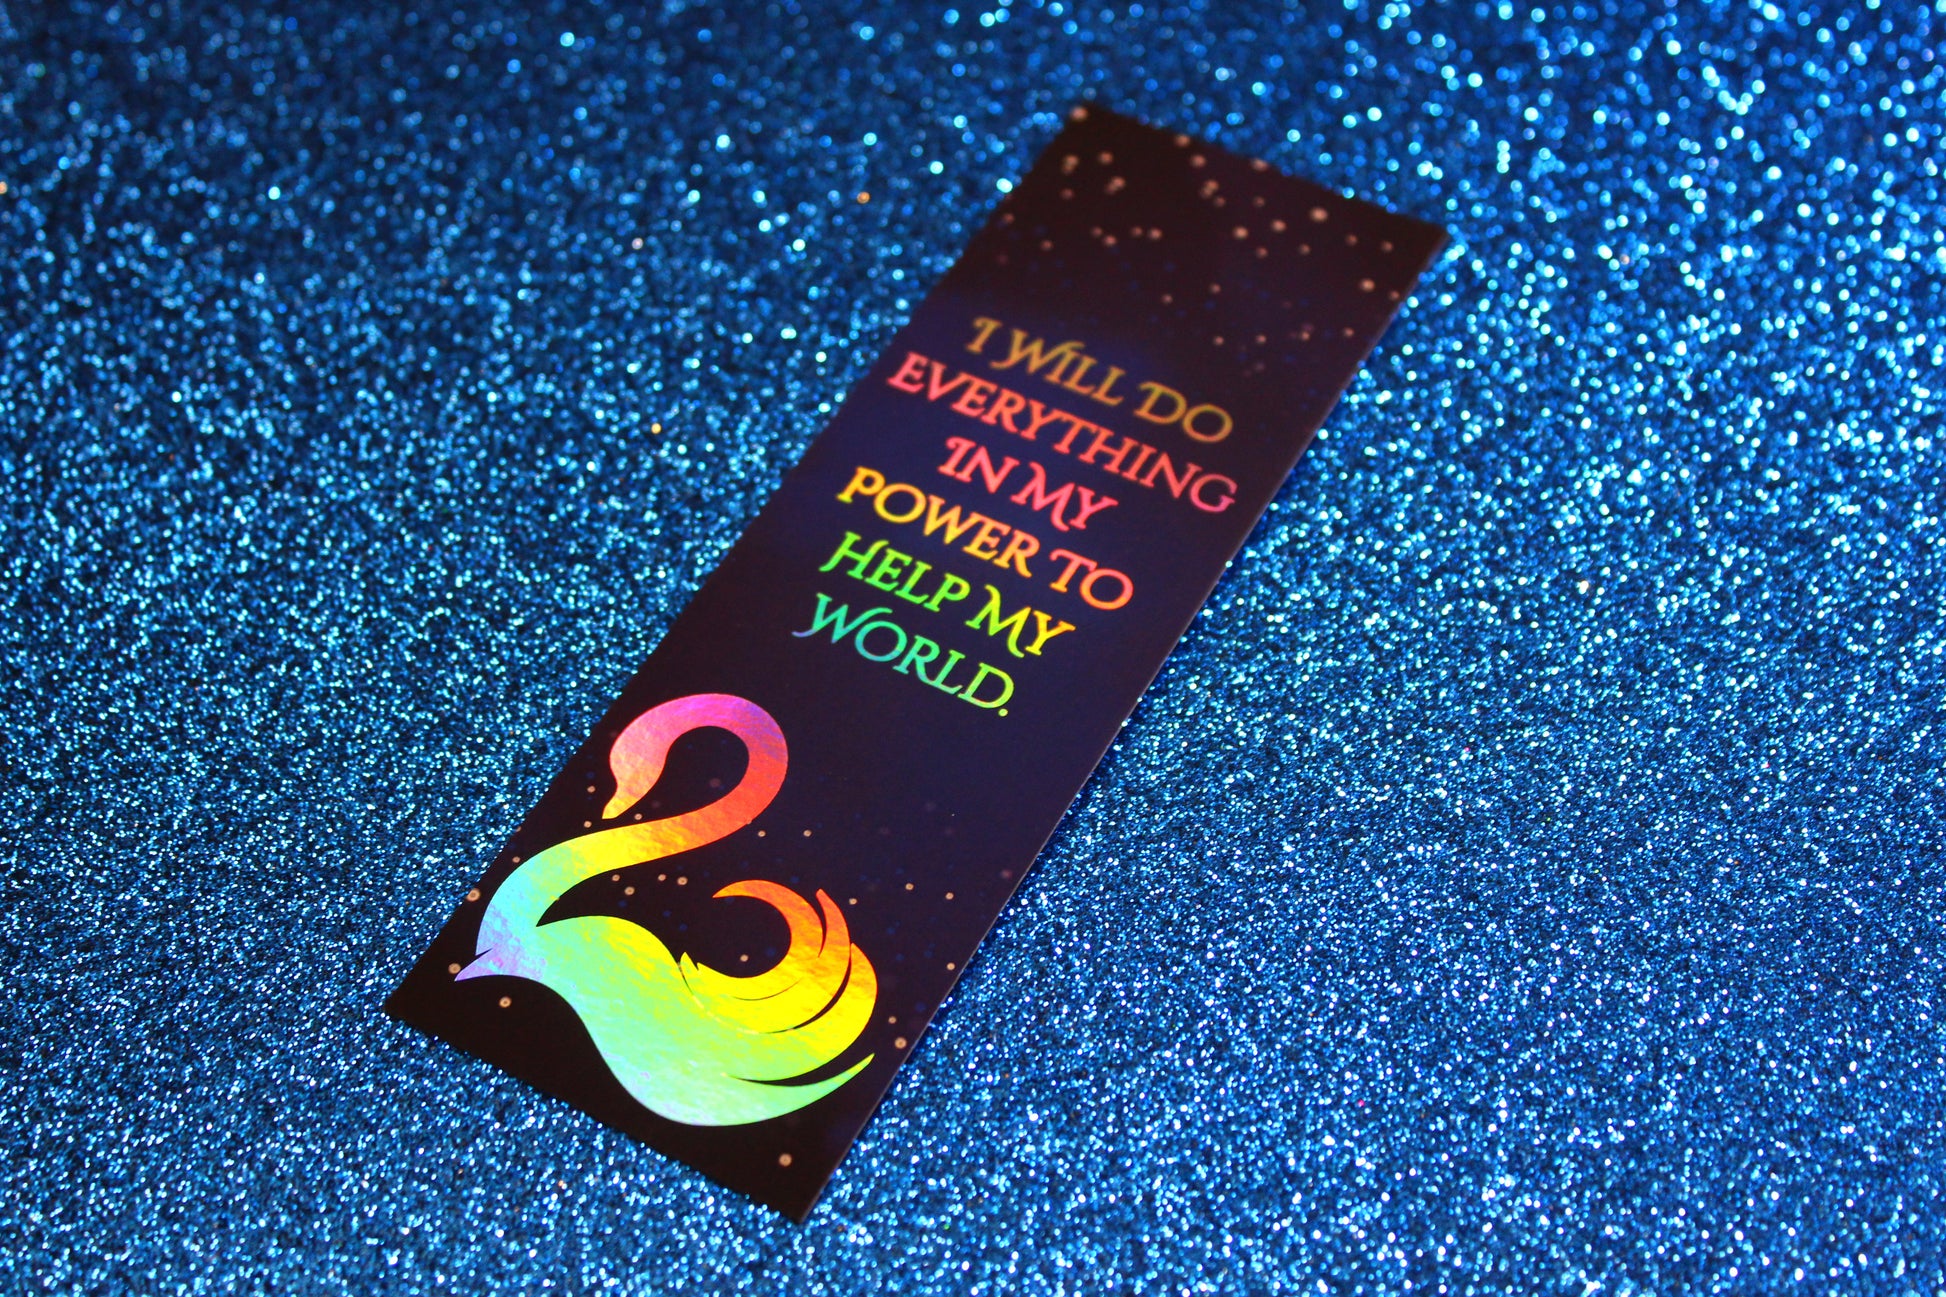 I WILL DO
EVERYTHING
IN MY
POWER TO
HELP MY
WORLD.